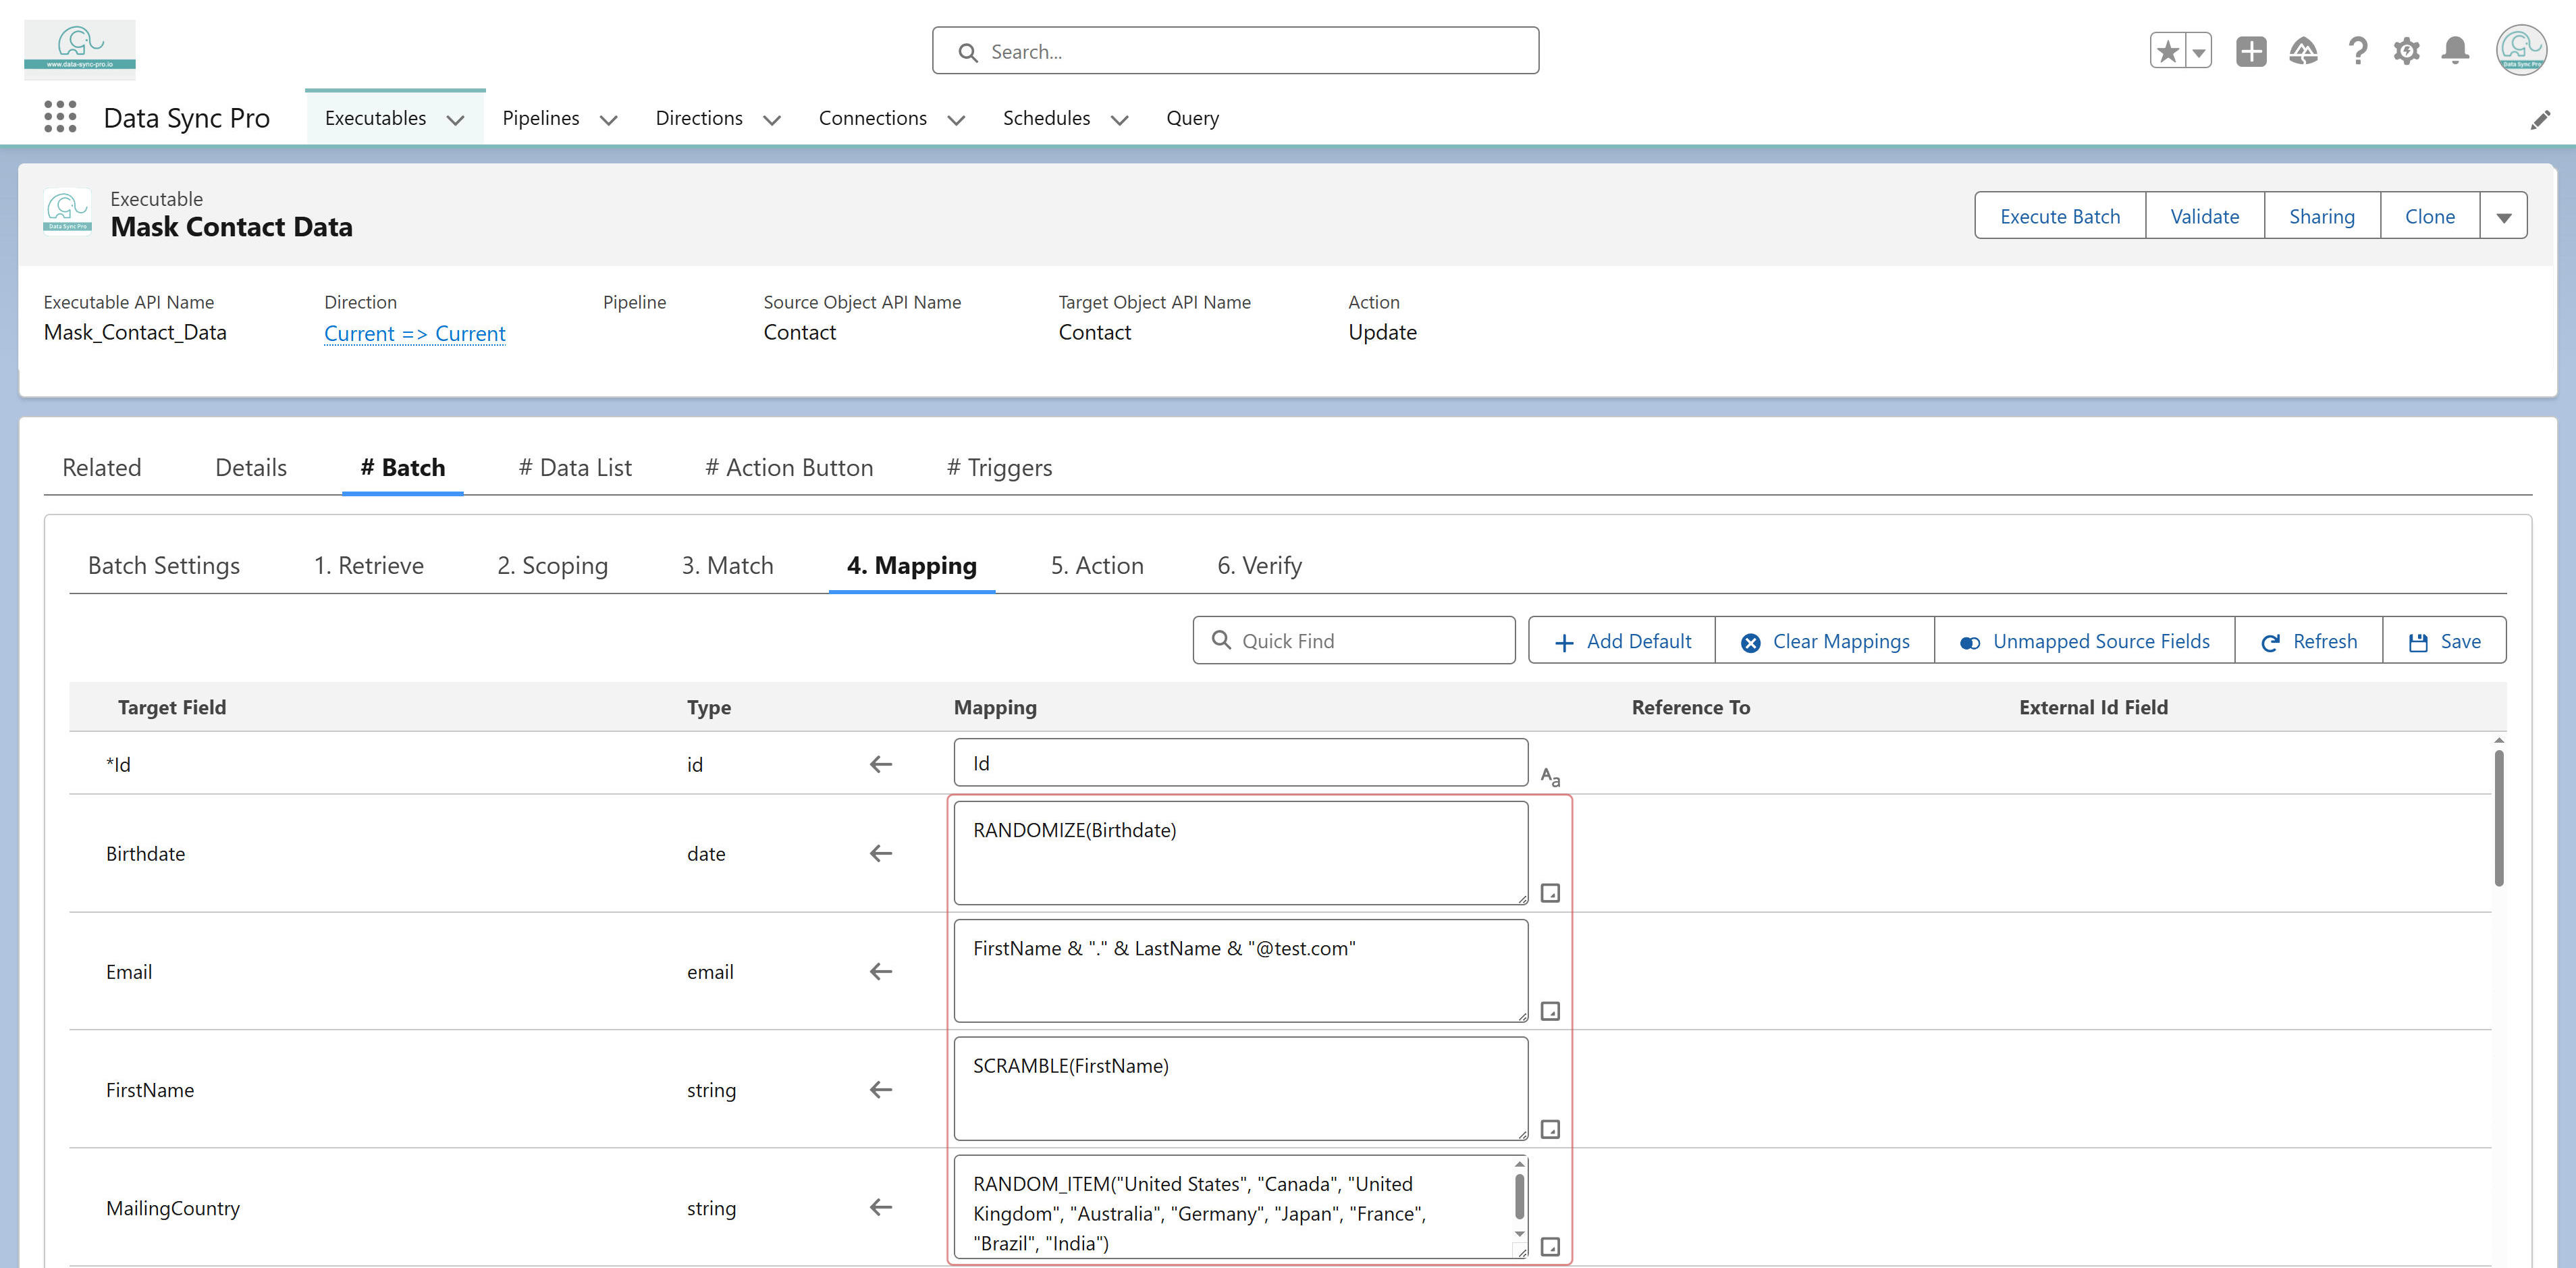 www.data-sync-pro.io
Search...
Data Sync Pro
Data Sync Pro
Executables
Pipelines
Directions
Connections
Schedules
Query
Data Sync Pro
Executable
Mask Contact Data
Execute Batch
Validate
Sharing
Clone
Executable API Name
Direction
Pipeline
Source Object API Name
Target Object API Name
Action
Mask_Contact_Data
Current => Current
Contact
Contact
Update
Related
Details
# Batch
# Data List
# Action Button
# Triggers
Batch Settings
1. Retrieve
2. Scoping
3. Match
4. Mapping
5. Action
6. Verify
Quick Find
Add Default
Clear Mappings
Unmapped Source Fields
Refresh
Save
Target Field
Type
Mapping
Reference To
External Id Field
*Id
id
Id
Aa
Birthdate
date
RANDOMIZE(Birthdate)
Email
email
FirstName & "." & LastName & "@test.com"
FirstName
string
SCRAMBLE(FirstName)
MailingCountry
string
RANDOM_ITEM("United States", "Canada", "United
Kingdom", "Australia", "Germany", "Japan", "France",
"Brazil", "India")